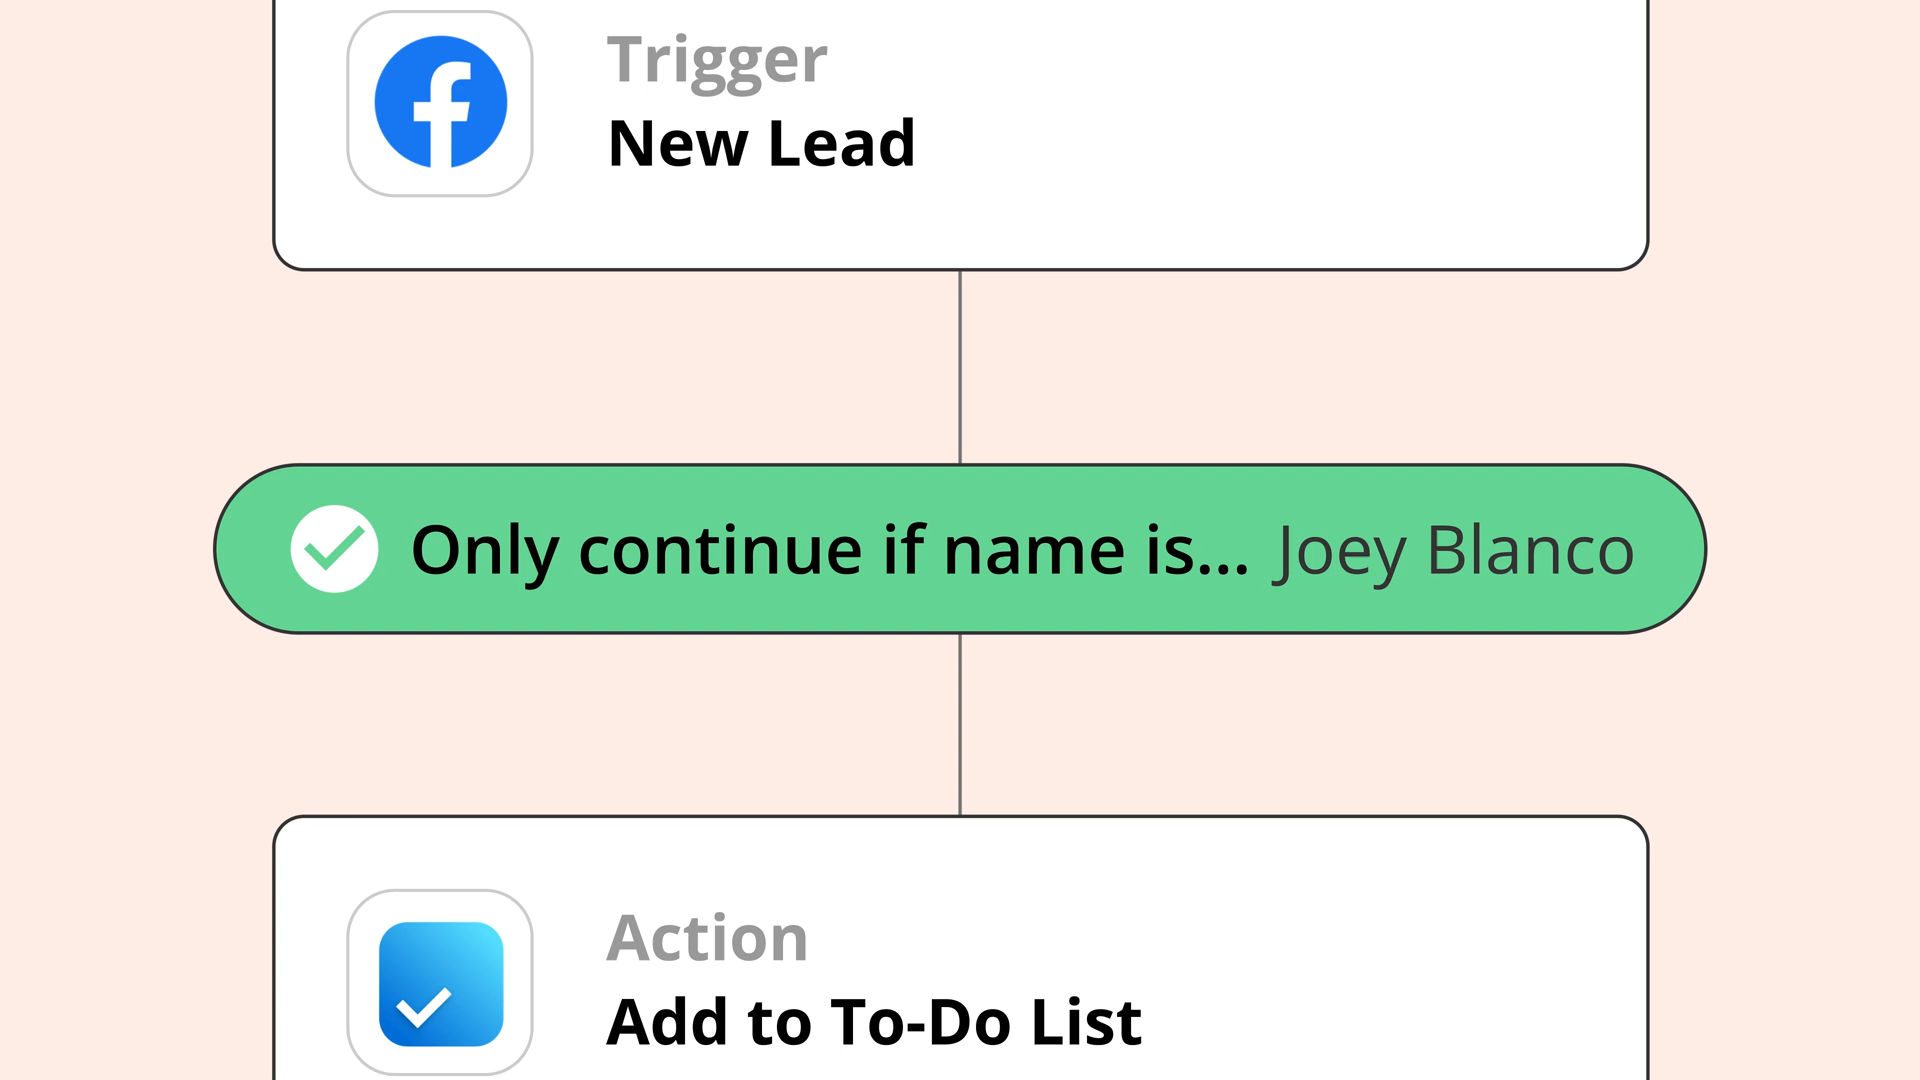 Trigger
New Lead
Only continue if name is... Joey Blanco
Action
Add to To-Do List